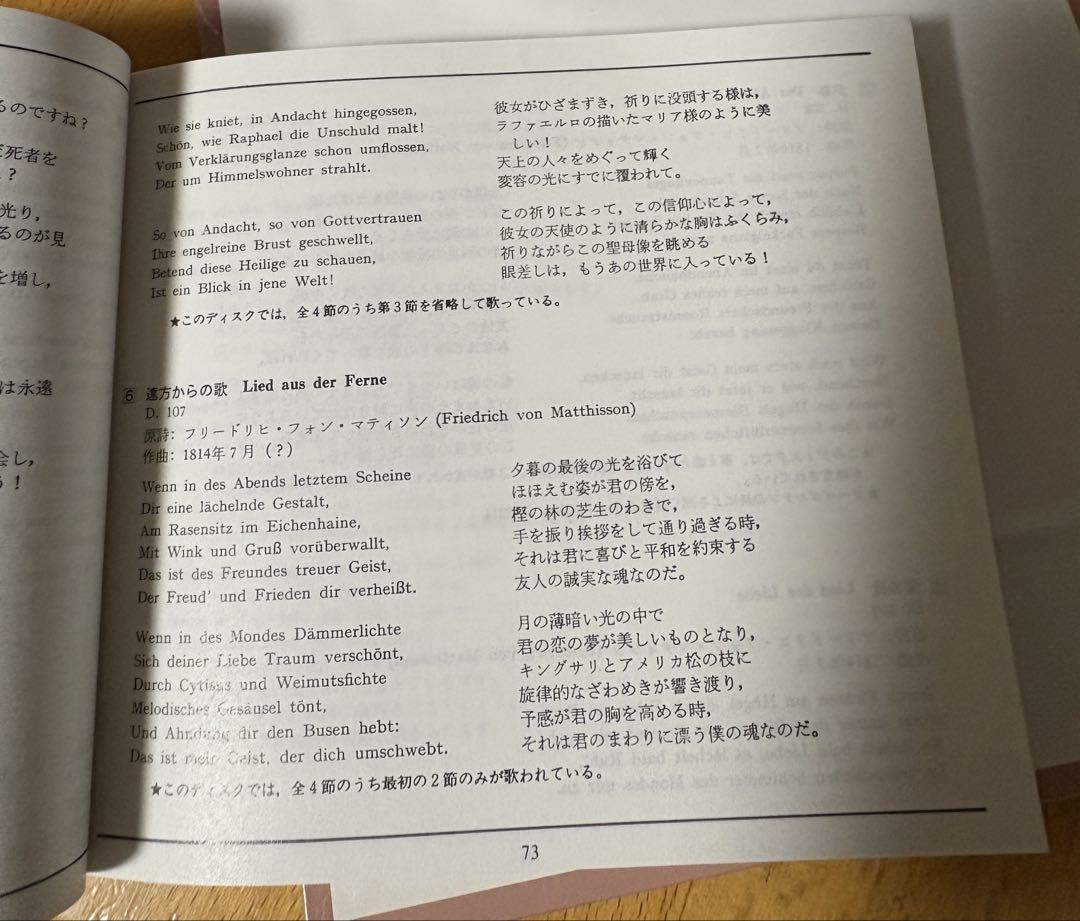 るのですね？
死者を
？
光り，
るのが見
を増し，
は永遠
会し，
う！
Wie sie kniet, in Andacht hingegossen,
Schön, wie Raphael die Unschuld malt!
Vom Verklärungsglanze schon umflossen,
Der um Himmelswohner strahlt.
彼女がひざまずき，祈りに没頭する様は，
ラファエルロの描いたマリア様のように美
しい！
天上の人々をめぐって輝く
変容の光にすでに覆われて。
So von Andacht, so von Gottvertrauen
Ihre engelreine Brust geschwellt,
Betend diese Heilige zu schauen,
Ist ein Blick in jene Welt!
この祈りによって，この信仰心によって，
彼女の天使のように清らかな胸はふくらみ，
祈りながらこの聖母像を眺める
眼差しは，もうあの世界に入っている！
★このディスクでは，全４節のうち第３節を省略して歌っている。
6 遠方からの歌 Lied aus der Ferne
D. 107
原詩: フリードリヒ・フォン・マティソン (Friedrich von Matthisson)
作曲: 1814年７月（？）
Wenn in des Abends letztem Scheine
Dir eine lächelnde Gestalt,
Am Rasensitz im Eichenhaine,
Mit Wink und Gruß vorüberwallt,
Das ist des Freundes treuer Geist,
Der Freud' und Frieden dir verheißt.
夕暮の最後の光を浴びて
ほほえむ姿が君の傍を，
樫の林の芝生のわきで，
手を振り挨拶をして通り過ぎる時，
それは君に喜びと平和を約束する
友人の誠実な魂なのだ。
Wenn in des Mondes Dämmerlichte
Sich deiner Liebe Traum verschönt,
Durch Cytisus und Weimutsfichte
Melodisches Gesäusel tönt,
Und Ahndung dir den Busen hebt:
Das ist mein Geist, der dich umschwebt.
月の薄暗い光の中で
君の恋の夢が美しいものとなり，
キングサリとアメリカ松の枝に
旋律的なざわめきが響き渡り，
予感が君の胸を高める時，
それは君のまわりに漂う僕の魂なのだ。
★このディスクでは，全４節のうち最初の２節のみが歌われている。
73